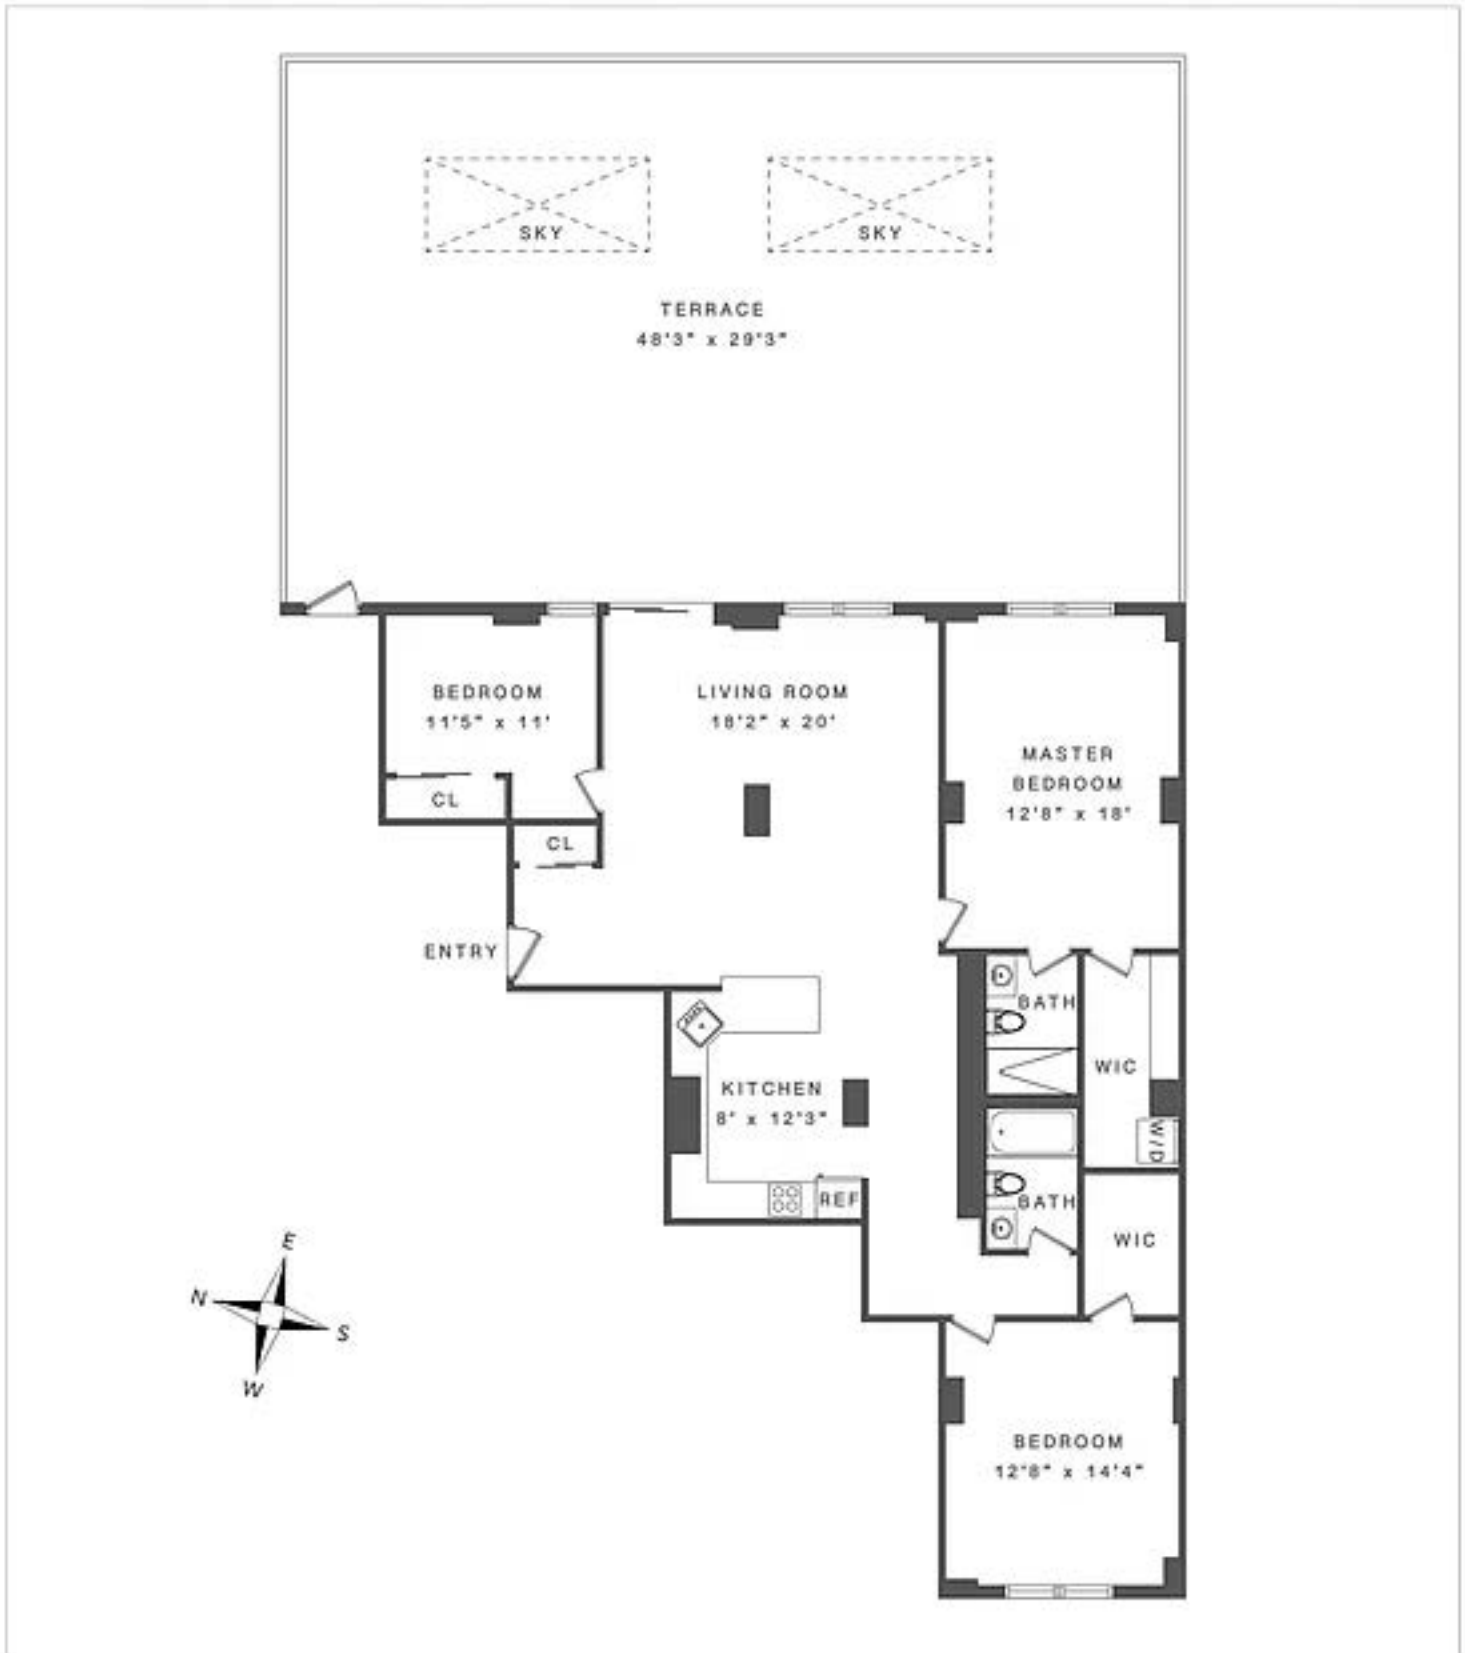 SKY
SKY
TERRACE
48'3" x 29'3"
BEDROOM
11'5" x 11'
LIVING ROOM
18'2" x 20'
MASTER
BEDROOM
12'8" x 18'
CL
CL
ENTRY
BATH
WIC
KITCHEN
8' x 12'3"
W/D
REF
BATH
WIC
E
N
S
W
BEDROOM
12'8" x 14'4"